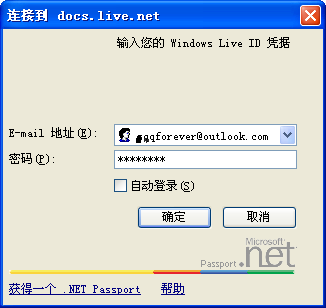 连接到 docs.live.net
输入您的 Windows Live ID 凭据
E-mail 地址(E):
qqforever@outlook.com
密码(P):
********
自动登录(S)
确定
取消
Microsoft
Passport .net
获得一个 .NET Passport
帮助